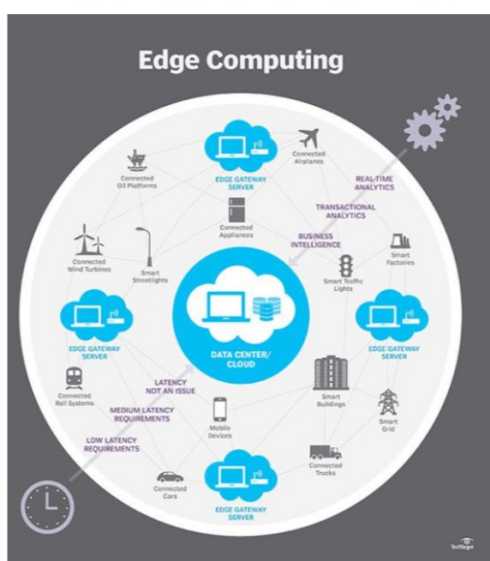 Edge Computing
EDGE GATEWAY
SERVER
Connected
Airplanes
Connected
Oil Platforms
REAL-TIME
ANALYTICS
TRANSACTIONAL
ANALYTICS
Connected
Appliances
BUSINESS
INTELLIGENCE
Connected
Wind Turbines
Smart
Streetlights
Smart
Factories
Smart Traffic
Lights
EDGE GATEWAY
SERVER
DATA CENTER/
CLOUD
EDGE GATEWAY
SERVER
LATENCY
NOT AN ISSUE
Connected
Rail Systems
MEDIUM LATENCY
REQUIREMENTS
Mobile
Devices
Smart
Buildings
Smart
Grid
LOW LATENCY
REQUIREMENTS
Connected
Cars
Connected
Trucks
EDGE GATEWAY
SERVER
TechTarget